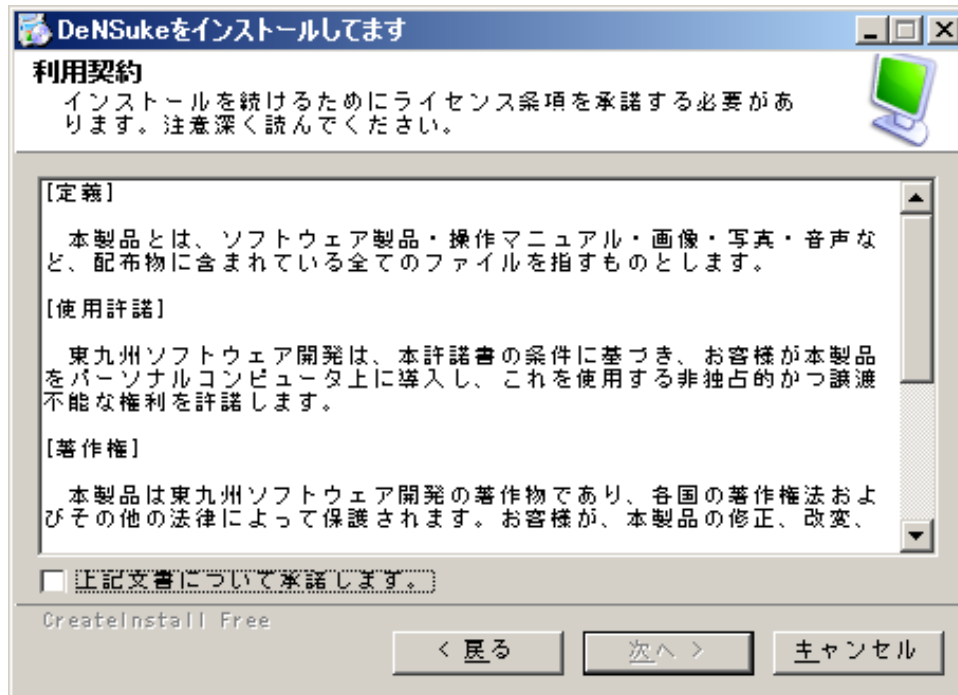 DeNSukeをインストールしてます
利用契約
インストールを続けるためにライセンス条項を承諾する必要があ
ります。注意深く読んでください。
[定義]
本製品とは、ソフトウェア製品・操作マニュアル・画像・写真・音声な
ど、配布物に含まれている全てのファイルを指すものとします。
[使用許諾]
東九州ソフトウェア開発は、本許諾書の条件に基づき、お客様が本製品
をパーソナルコンピュータ上に導入し、これを使用する非独占的かつ譲渡
不能な権利を許諾します。
[著作権]
本製品は東九州ソフトウェア開発の著作物であり、各国の著作権法およ
びその他の法律によって保護されます。お客様が、本製品の修正、改変、
上記文書について承諾します。
CreateInstall Free
< 戻る
次へ >
キャンセル